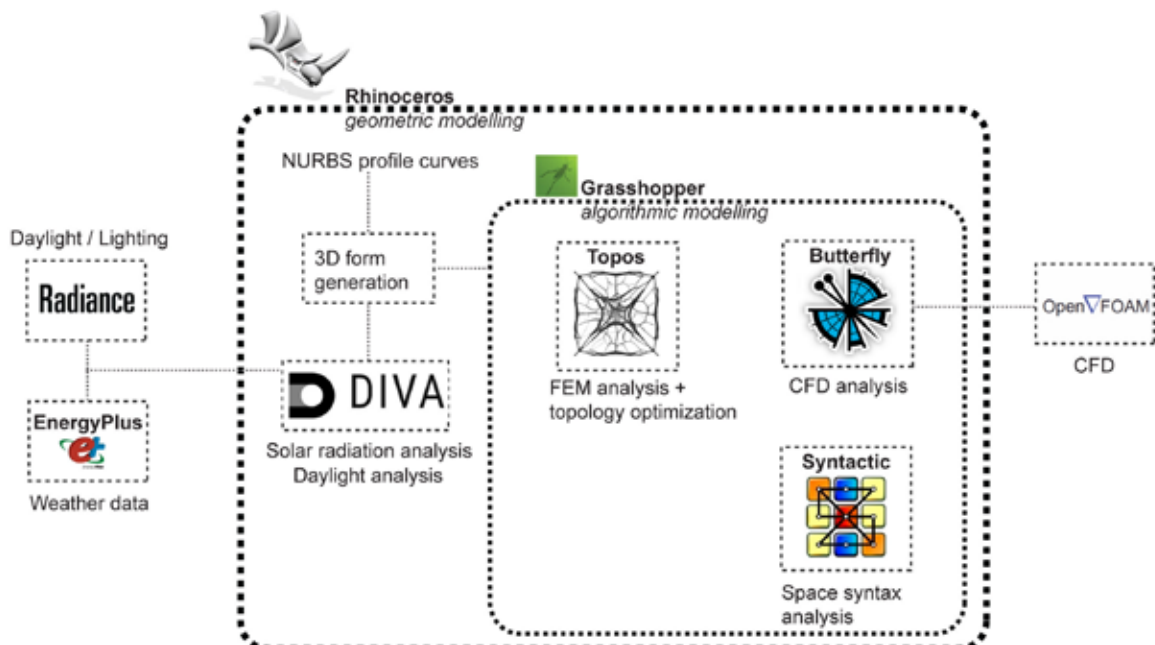 Rhinoceros
geometric modelling
NURBS profile curves
Grasshopper
algorithmic modelling
Daylight / Lighting
Radiance
3D form
generation
Topos
Butterfly
OpenFOAM
CFD
DIVA
FEM analysis +
topology optimization
CFD analysis
EnergyPlus
Weather data
Solar radiation analysis
Daylight analysis
Syntactic
Space syntax
analysis